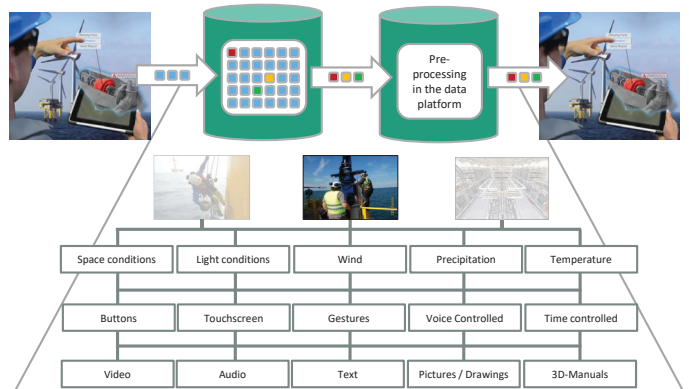 Pre-
processing
in the data
platform
Space conditions
Light conditions
Wind
Precipitation
Temperature
Buttons
Touchscreen
Gestures
Voice Controlled
Time controlled
Video
Audio
Text
Pictures / Drawings
3D-Manuals